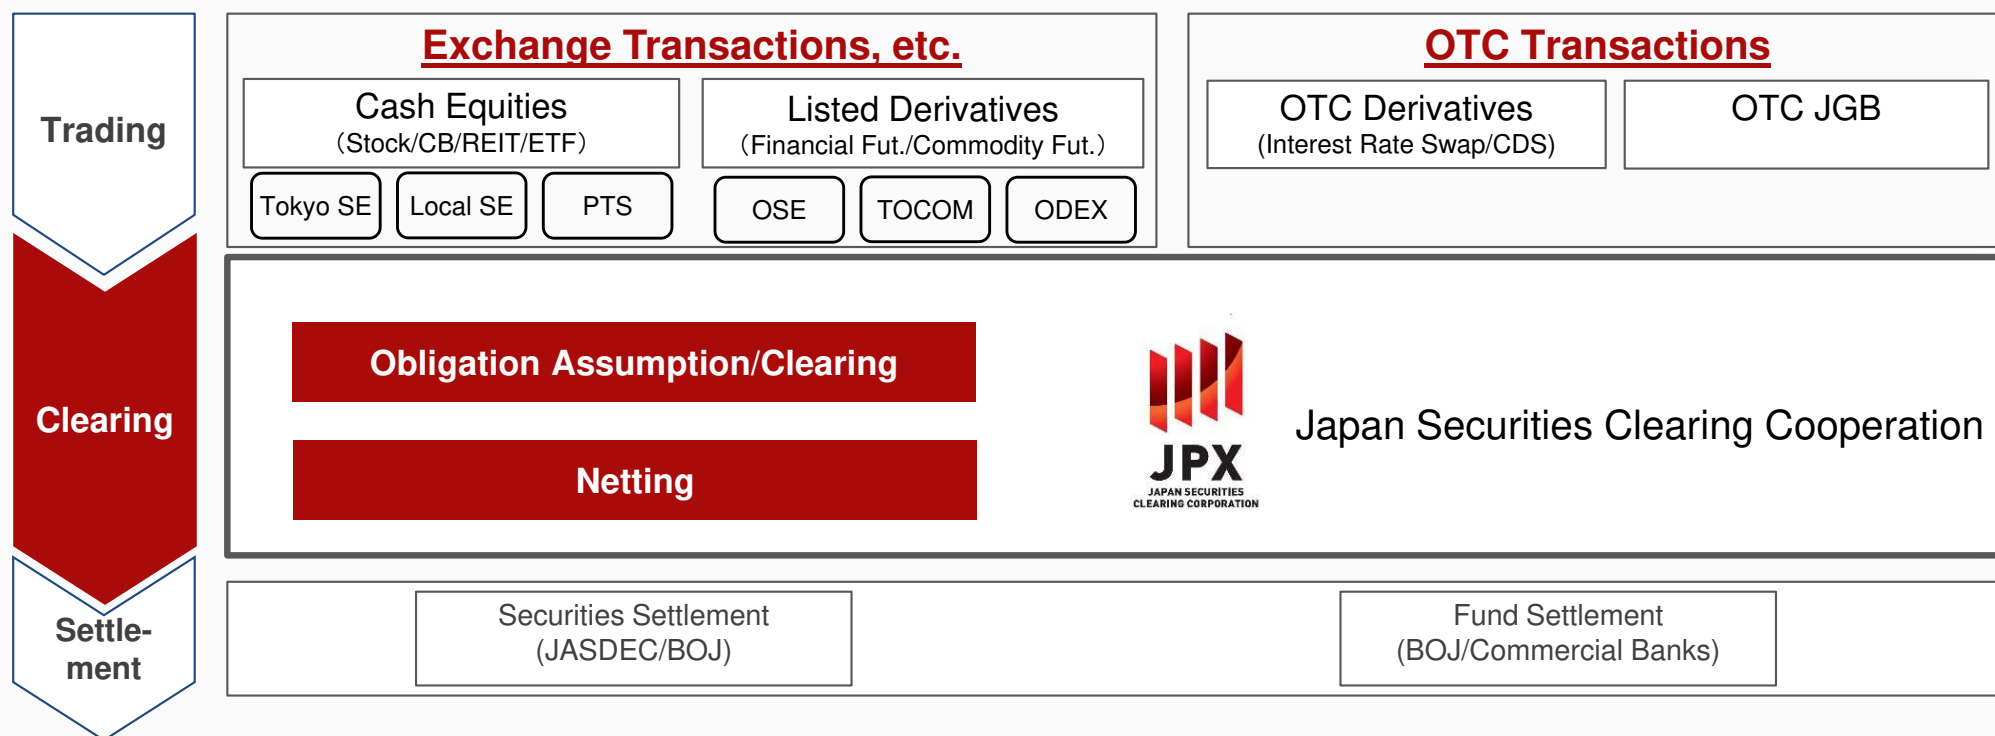 Trading
Exchange Transactions, etc.
Cash Equities
（Stock/CB/REIT/ETF）
Listed Derivatives
（Financial Fut./Commodity Fut.）
Tokyo SE
Local SE
PTS
OSE
TOCOM
ODEX
OTC Transactions
OTC Derivatives
(Interest Rate Swap/CDS)
OTC JGB
Clearing
Obligation Assumption/Clearing
Netting
JPX
JAPAN SECURITIES
CLEARING CORPORATION
Japan Securities Clearing Cooperation
Settle-
ment
Securities Settlement
(JASDEC/BOJ)
Fund Settlement
(BOJ/Commercial Banks)